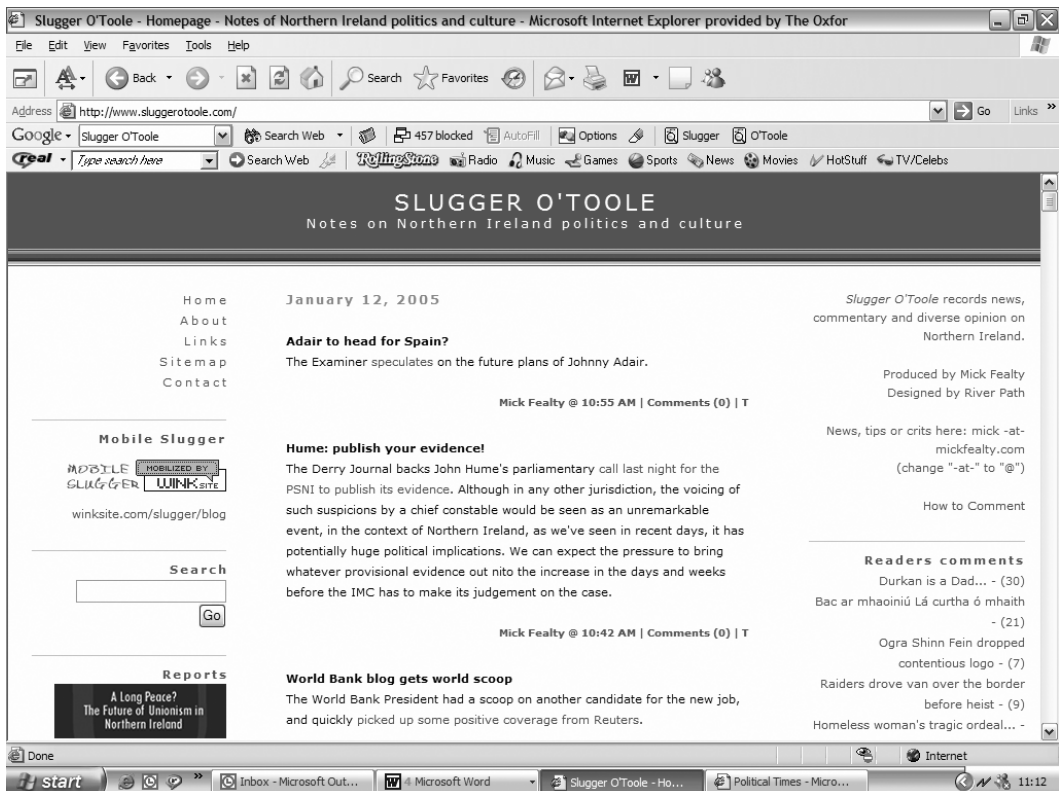 Slugger O'Toole - Homepage - Notes of Northern Ireland politics and culture - Microsoft Internet Explorer provided by The Oxfor
File Edit View Favorites Tools Help
Back Search Favorites
Address http://www.sluggerotoole.com/ Go Links »
Google Slugger O'Toole Search Web 457 blocked AutoFill Options Slugger O'Toole
real Type search here Search Web RollingStone Radio Music Games Sports News Movies HotStuff TV/Celebs
SLUGGER O'TOOLE
Notes on Northern Ireland politics and culture
Home
About
Links
Sitemap
Contact
Mobile Slugger
MOBILE SLUGGER
MOBILIZED BY
WINKSITE
winksite.com/slugger/blog
Search
Go
Reports
A Long Peace?
The Future of Unionism in
Northern Ireland
January 12, 2005
Adair to head for Spain?
The Examiner speculates on the future plans of Johnny Adair.
Mick Fealty @ 10:55 AM | Comments (0) | T
Hume: publish your evidence!
The Derry Journal backs John Hume's parliamentary call last night for the
PSNI to publish its evidence. Although in any other jurisdiction, the voicing of
such suspicions by a chief constable would be seen as an unremarkable
event, in the context of Northern Ireland, as we've seen in recent days, it has
potentially huge political implications. We can expect the pressure to bring
whatever provisional evidence out nito the increase in the days and weeks
before the IMC has to make its judgement on the case.
Mick Fealty @ 10:42 AM | Comments (0) | T
World Bank blog gets world scoop
The World Bank President had a scoop on another candidate for the new job,
and quickly picked up some positive coverage from Reuters.
Slugger O'Toole records news,
commentary and diverse opinion on
Northern Ireland.
Produced by Mick Fealty
Designed by River Path
News, tips or crits here: mick -at-
mickfealty.com
(change "-at-" to "@")
How to Comment
Readers comments
Durkan is a Dad... - (30)
Bac ar mhaoiniú Lá curtha ó mhaith
- (21)
Ogra Shinn Fein dropped
contentious logo - (7)
Raiders drove van over the border
before heist - (9)
Homeless woman's tragic ordeal... -
Done Internet
start » Inbox - Microsoft Out... 4 Microsoft Word Slugger O'Toole - Ho... Political Times - Micro... 11:12